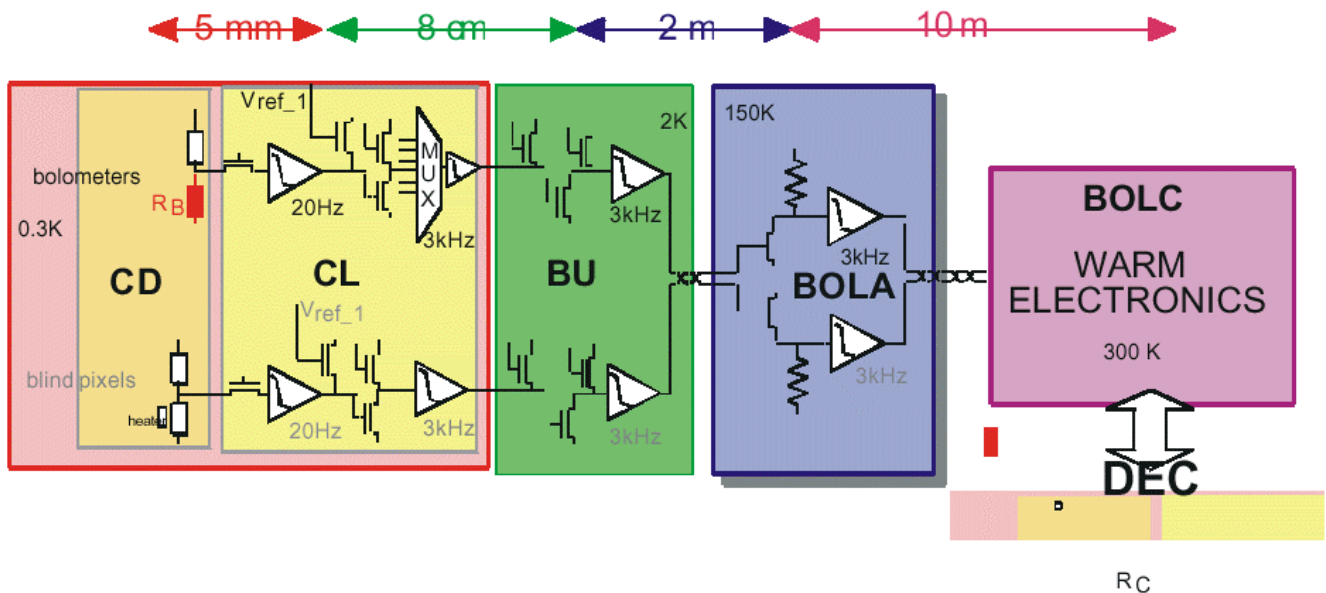 5 mm
8 cm
2 m
10 m
Vref_1
2K
150K
M
U
X
bolometers
RB
20Hz
3kHz
3kHz
0.3K
3kHz
CD
CL
BU
BOLA
BOLC
WARM
ELECTRONICS
300 K
Vref_1
blind pixels
heater
20Hz
3kHz
3kHz
3kHz
DEC
RC